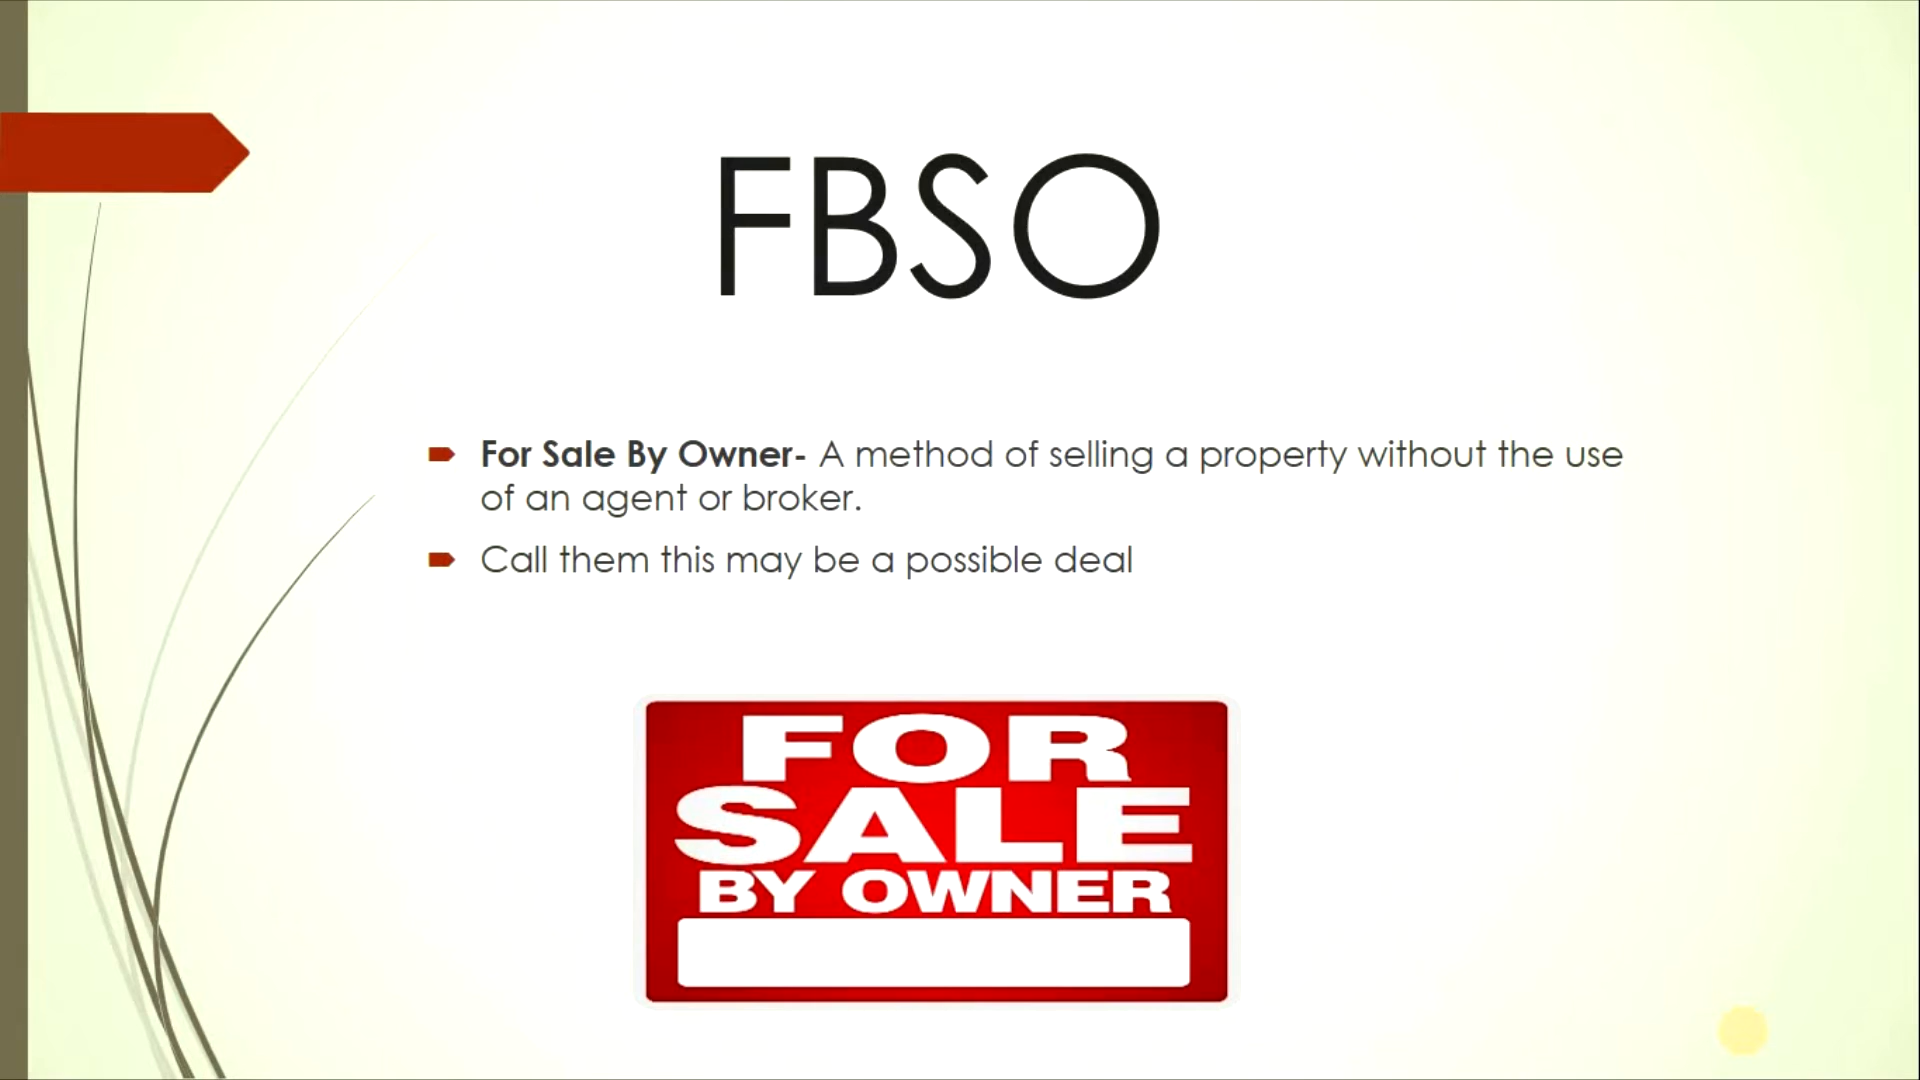 FBSO
For Sale By Owner- A method of selling a property without the use
of an agent or broker.
Call them this may be a possible deal
FOR
SALE
BY OWNER